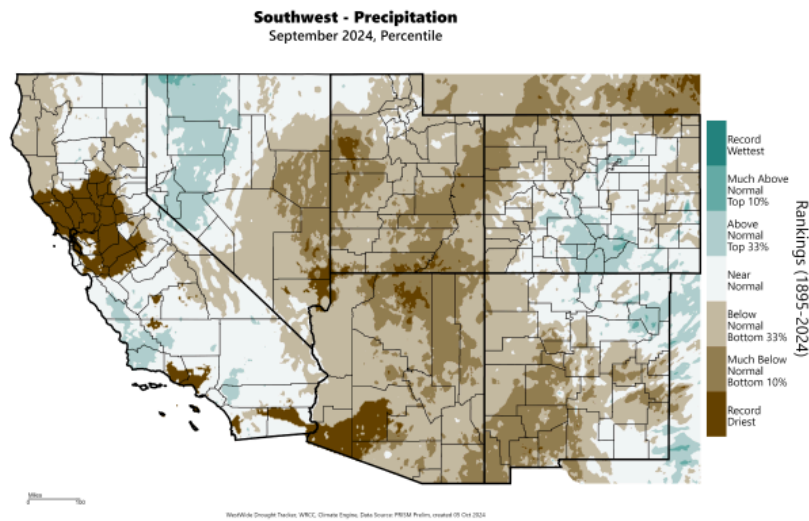 Southwest - Precipitation
September 2024, Percentile
Record
Wettest
Much Above
Normal
Top 10%
Above
Normal
Top 33%
Near
Normal
Below
Normal
Bottom 33%
Much Below
Normal
Bottom 10%
Record
Driest
Rankings (1895-2024)
Miles
0 100
WestWide Drought Tracker, WRCC, Climate Engine, Data Source: PRISM Prelim, created 05 Oct 2024